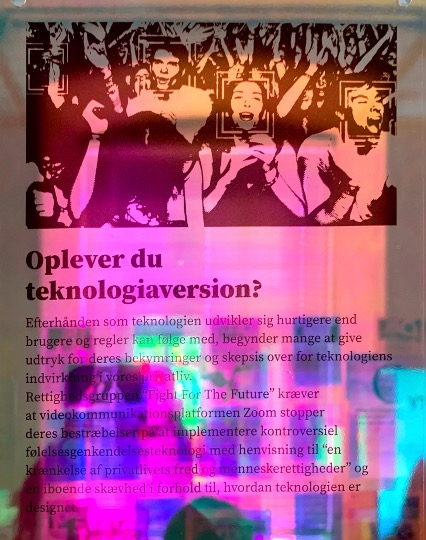 Oplever du
teknologiaversion?
Efterhånden som teknologien udvikler sig hurtigere end
brugere og regler kan følge med, begynder mange at give
udtryk for deres bekymringer og skepsis over for teknologiens
indvirkning i vores privatliv.
Rettighedsgruppen "Fight For The Future" kræver
at videokommunikationsplatformen Zoom stopper
deres bestræbelser på at implementere kontroversiel
følelsesgenkendelsesteknologi med henvisning til "en
krænkelse af privatlivets fred og menneskerettigheder" og
en iboende skævhed i forhold til, hvordan teknologien er
designet.